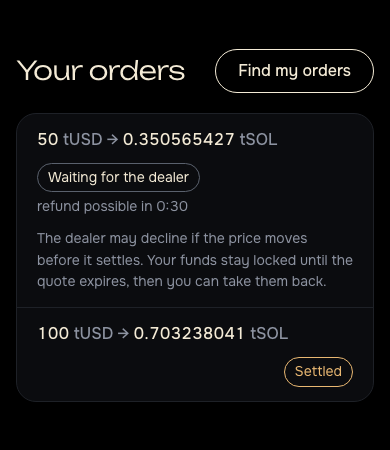 Your orders
Find my orders
50 tUSD → 0.350565427 tSOL
Waiting for the dealer
refund possible in 0:30
The dealer may decline if the price moves
before it settles. Your funds stay locked until the
quote expires, then you can take them back.
100 tUSD → 0.703238041 tSOL
Settled